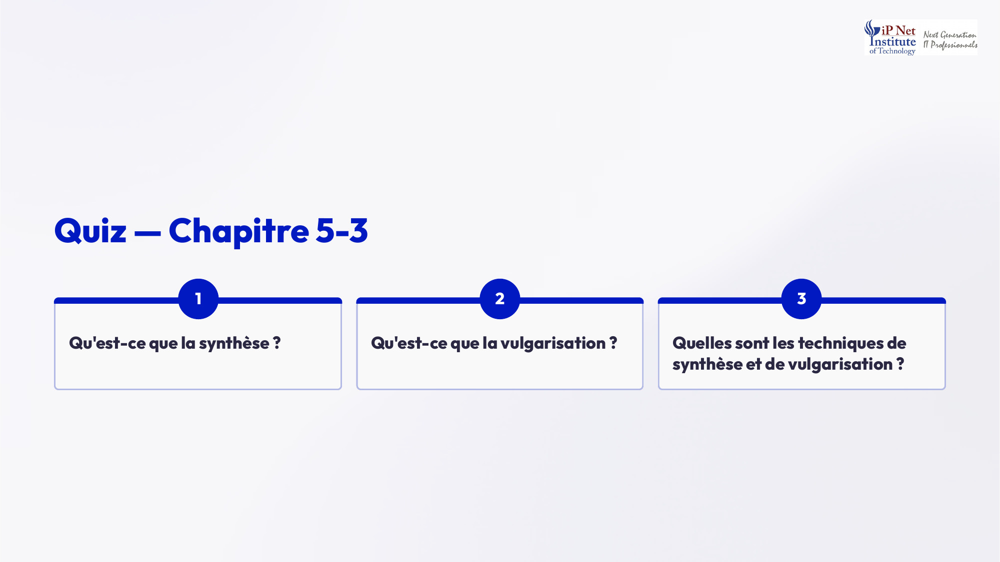 iP Net
Institute
of Technology
Next Generation
IT Professionnels
Quiz — Chapitre 5-3
1
Qu'est-ce que la synthèse ?
2
Qu'est-ce que la vulgarisation ?
3
Quelles sont les techniques de
synthèse et de vulgarisation ?